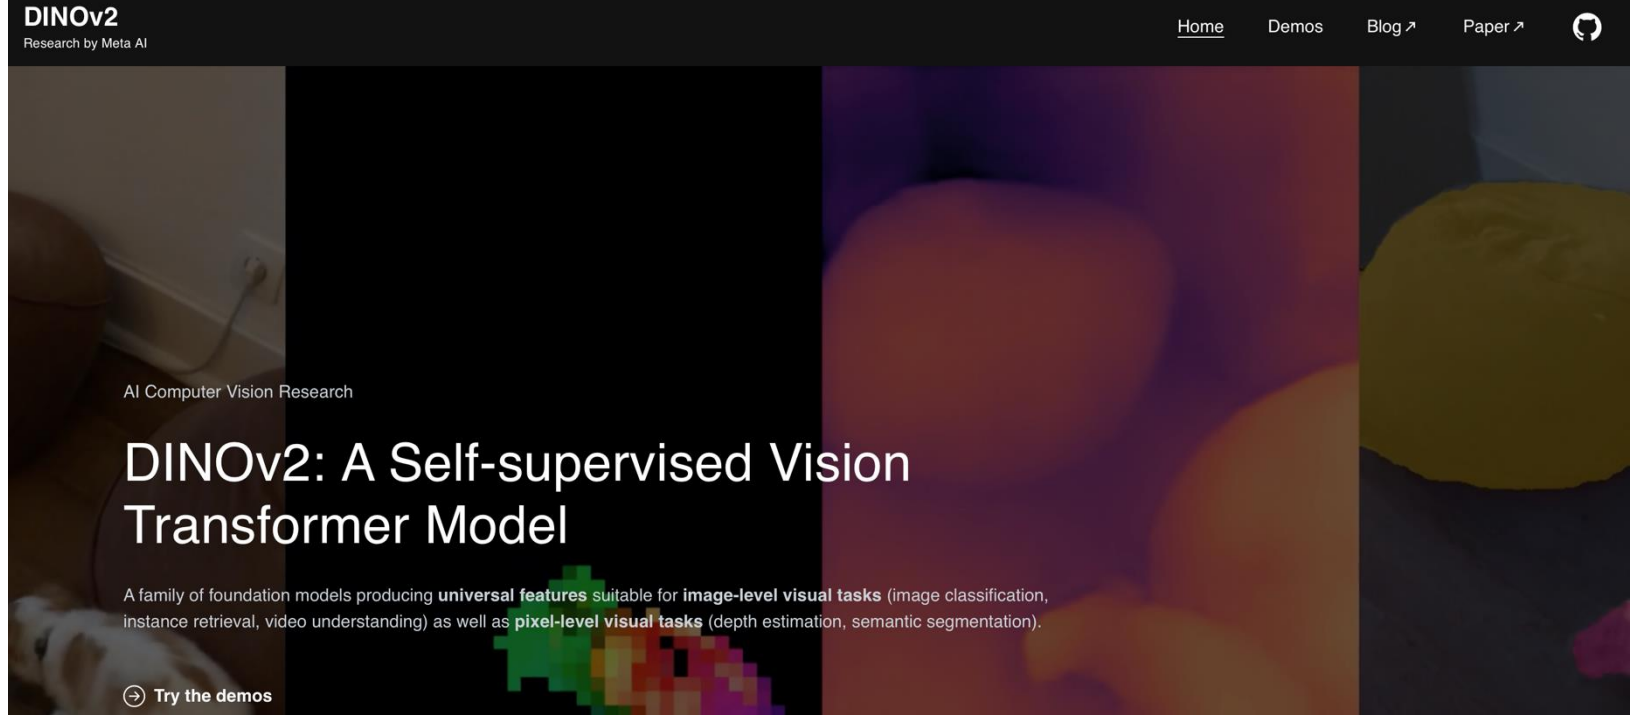 DINOv2
Research by Meta AI
Home Demos Blog↗ Paper↗
AI Computer Vision Research
DINOv2: A Self-supervised Vision
Transformer Model
A family of foundation models producing universal features suitable for image-level visual tasks (image classification,
instance retrieval, video understanding) as well as pixel-level visual tasks (depth estimation, semantic segmentation).
Try the demos